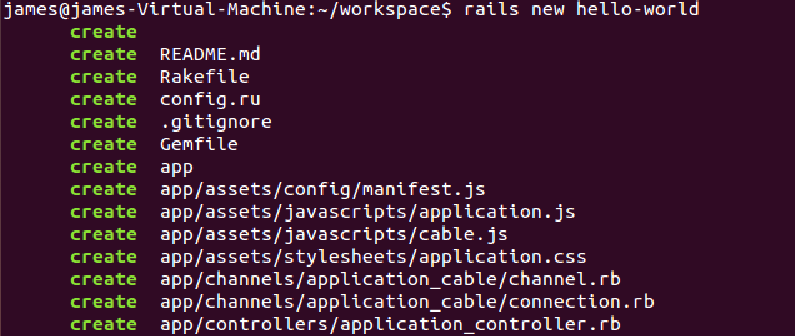 james@james-Virtual-Machine:~/workspace$ rails new hello-world
create
create README.md
create Rakefile
create config.ru
create .gitignore
create Gemfile
create app
create app/assets/config/manifest.js
create app/assets/javascripts/application.js
create app/assets/javascripts/cable.js
create app/assets/stylesheets/application.css
create app/channels/application_cable/channel.rb
create app/channels/application_cable/connection.rb
create app/controllers/application_controller.rb